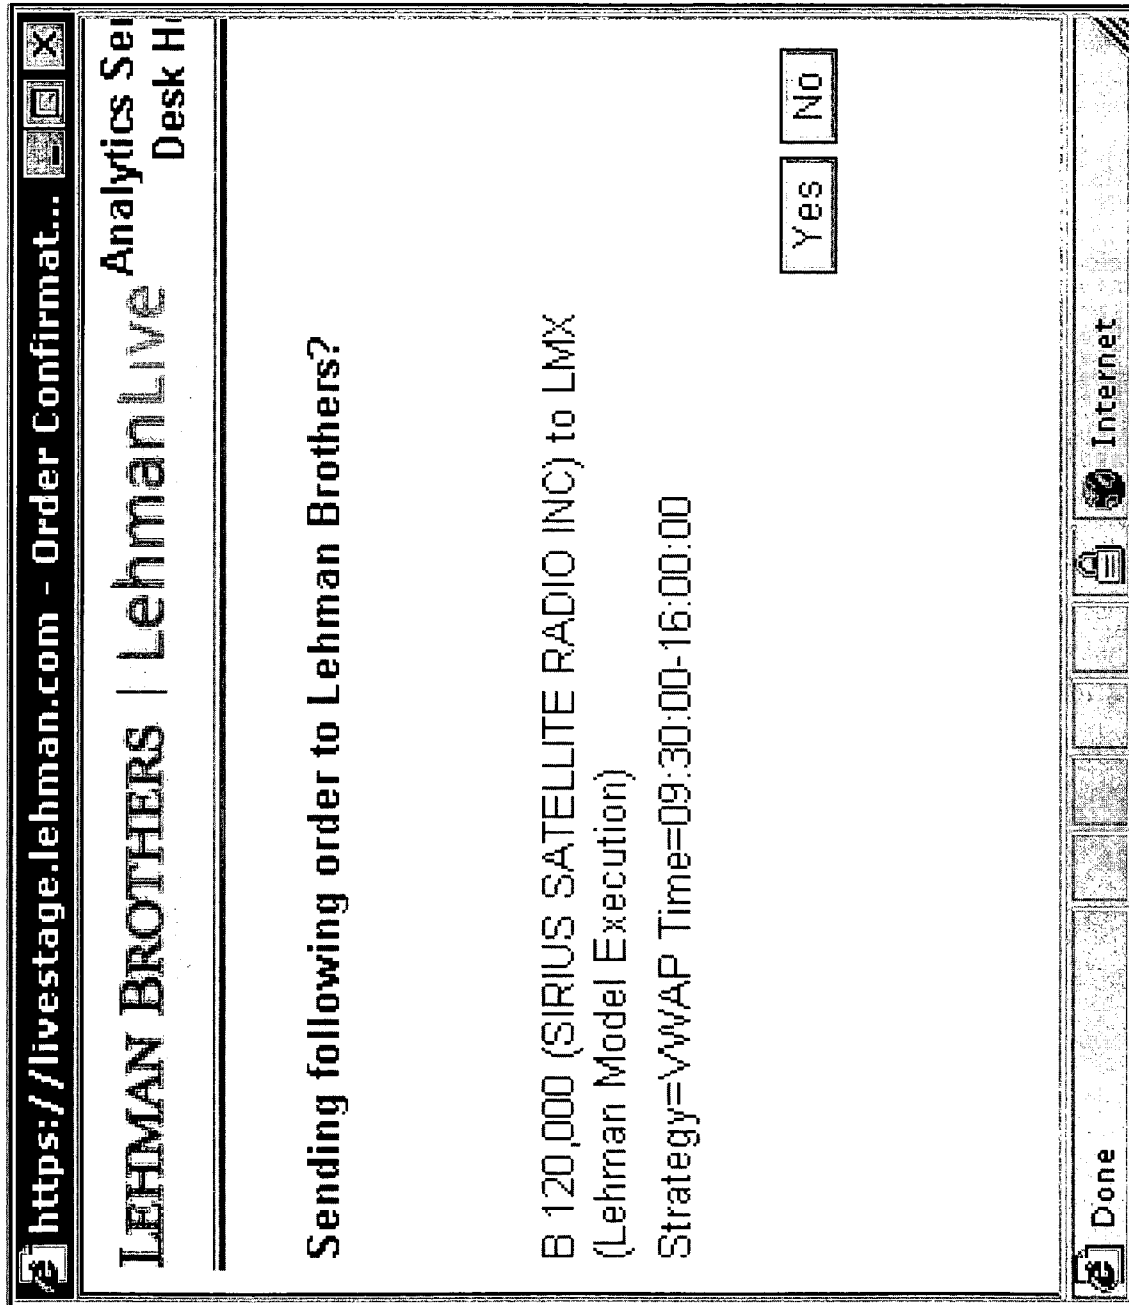 https://livestage.lehman.com - Order Confirmat...
LEHMAN BROTHERS | LehmanLive
Analytics Se
Desk H
Sending following order to Lehman Brothers?
B 120,000 (SIRIUS SATELLITE RADIO INC) to LMX
(Lehman Model Execution)
Strategy=VWAP Time=09:30:00-16:00:00
Yes No
Done
Internet